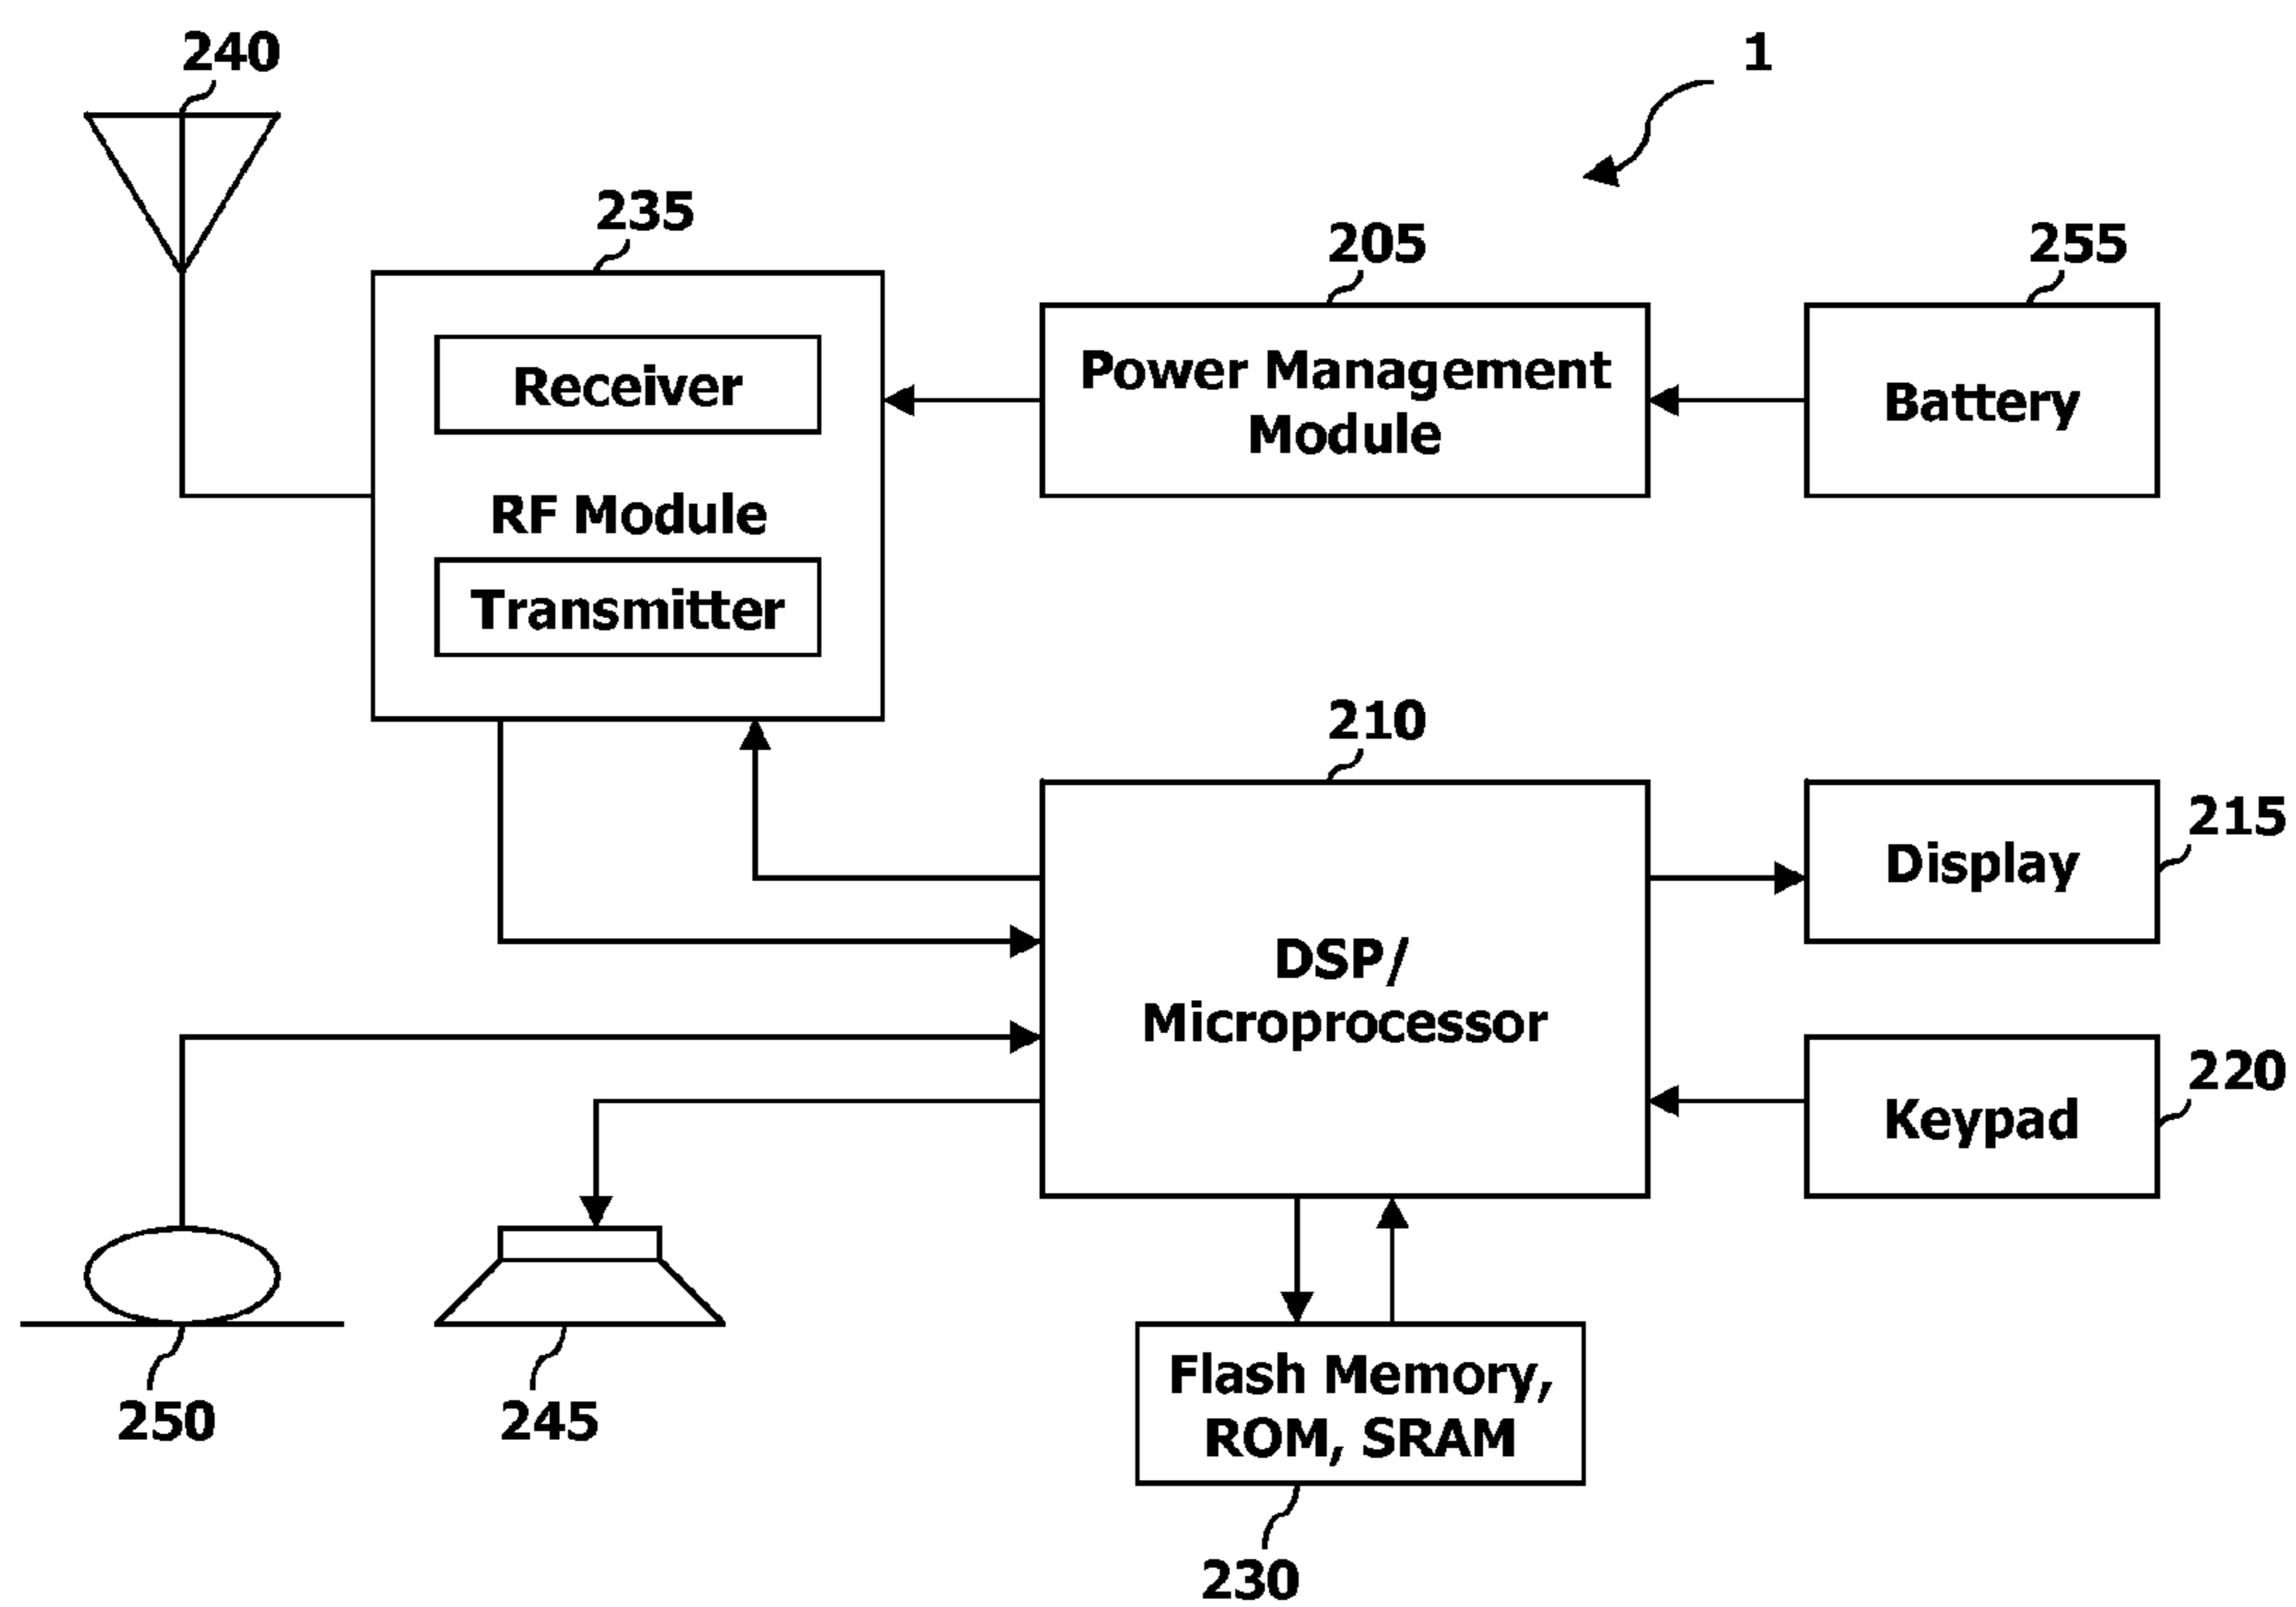 240
1
235
205
255
Receiver
Power Management
Module
Battery
RF Module
Transmitter
210
215
Display
DSP/
Microprocessor
220
Keypad
250
245
Flash Memory,
ROM, SRAM
230